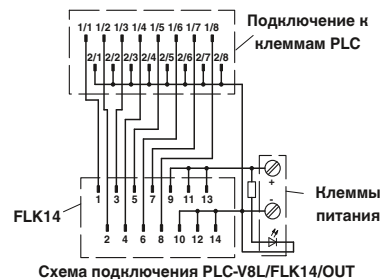 Подключение к
клеммам PLC
1/1 1/2 1/3 1/4 1/5 1/6 1/7 1/8
2/1 2/2 2/3 2/4 2/5 2/6 2/7 2/8
1 3 5 7 9 11 13
+
-
Клеммы
питания
FLK14
2 4 6 8 10 12 14
Схема подключения PLC-V8L/FLK14/OUT